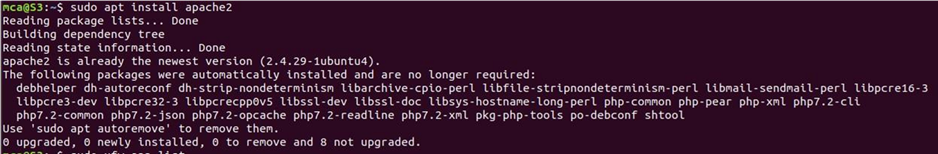 mca@S3:~$ sudo apt install apache2
Reading package lists... Done
Building dependency tree
Reading state information... Done
apache2 is already the newest version (2.4.29-1ubuntu4).
The following packages were automatically installed and are no longer required:
  debhelper dh-autoreconf dh-strip-nondeterminism libarchive-cpio-perl libfile-stripnondeterminism-perl libmail-sendmail-perl libpcre16-3
  libpcre3-dev libpcre32-3 libpcrecpp0v5 libssl-dev libssl-doc libsys-hostname-long-perl php-common php-pear php-xml php7.2-cli
  php7.2-common php7.2-json php7.2-opcache php7.2-readline php7.2-xml pkg-php-tools po-debconf shtool
Use 'sudo apt autoremove' to remove them.
0 upgraded, 0 newly installed, 0 to remove and 8 not upgraded.